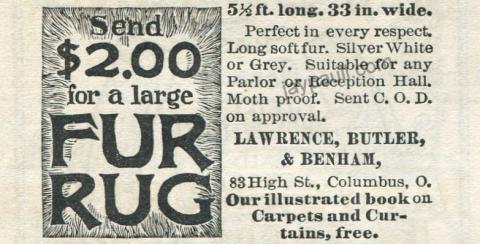 Send
$2.00
for a large
FUR
RUG
5½ ft. long. 33 in. wide.
Perfect in every respect.
Long soft fur. Silver White
or Grey. Suitable for any
Parlor or Reception Hall.
Moth proof. Sent C. O. D.
on approval.
LAWRENCE, BUTLER,
& BENHAM,
83 High St., Columbus, O.
Our illustrated book on
Carpets and Cur-
tains, free.